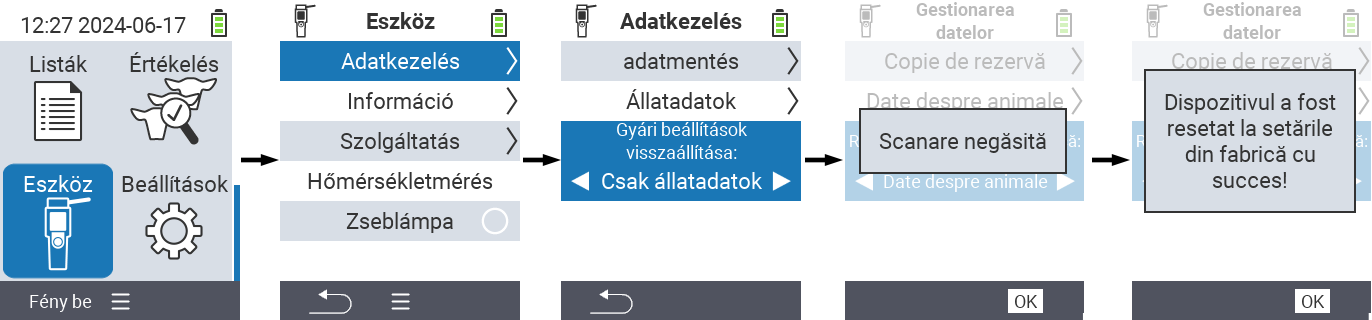 12:27 2024-06-17
Listák
Értékelés
Eszköz
Beállítások
Fény be
Eszköz
Adatkezelés
Információ
Szolgáltatás
Hőmérsékletmérés
Zseblámpa
Adatkezelés
adatmentés
Állatadatok
Gyári beállítások
visszaállítása:
Csak állatadatok
Gestionarea
datelor
Copie de rezervă
Date despre animale
Scanare negăsită
Date despre animale
OK
Gestionarea
datelor
Copie de rezervă
Dispozitivul a fost
resetat la setările
din fabrică cu
succes!
OK